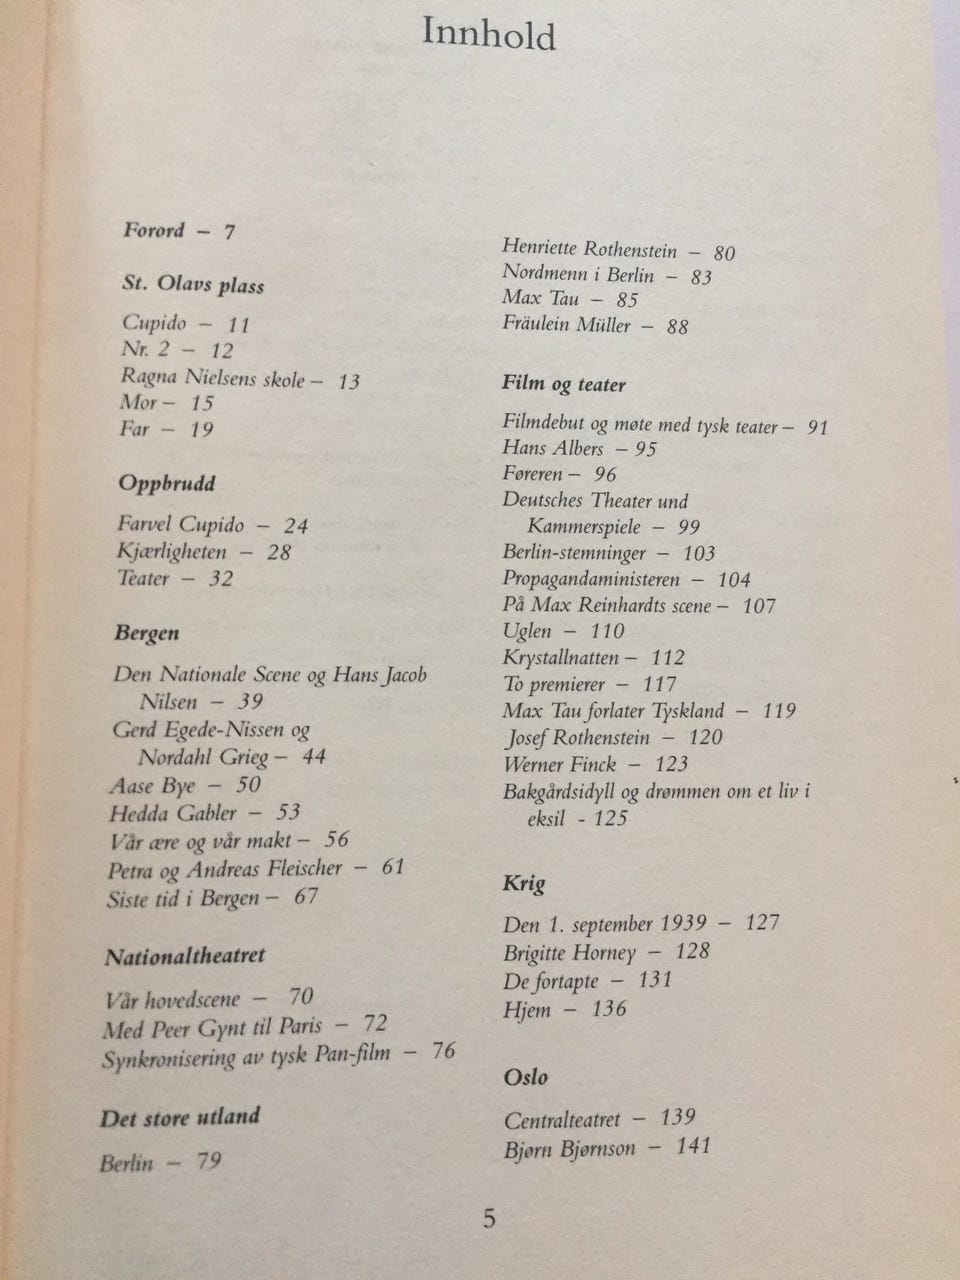 Innhold
Forord – 7
St. Olavs plass
Cupido – 11
Nr. 2 – 12
Ragna Nielsens skole – 13
Mor – 15
Far – 19
Oppbrudd
Farvel Cupido – 24
Kjærligheten – 28
Teater – 32
Bergen
Den Nationale Scene og Hans Jacob
Nilsen – 39
Gerd Egede-Nissen og
Nordahl Grieg – 44
Aase Bye – 50
Hedda Gabler – 53
Vår ære og vår makt – 56
Petra og Andreas Fleischer – 61
Siste tid i Bergen – 67
Nationaltheatret
Vår hovedscene – 70
Med Peer Gynt til Paris – 72
Synkronisering av tysk Pan-film – 76
Det store utland
Berlin – 79
Henriette Rothenstein – 80
Nordmenn i Berlin – 83
Max Tau – 85
Fräulein Müller – 88
Film og teater
Filmdebut og møte med tysk teater – 91
Hans Albers – 95
Føreren – 96
Deutsches Theater und
Kammerspiele – 99
Berlin-stemninger – 103
Propagandaministeren – 104
På Max Reinhardts scene – 107
Uglen – 110
Krystallnatten – 112
To premierer – 117
Max Tau forlater Tyskland – 119
Josef Rothenstein – 120
Werner Finck – 123
Bakgårdsidyll og drømmen om et liv i
eksil - 125
Krig
Den 1. september 1939 – 127
Brigitte Horney – 128
De fortapte – 131
Hjem – 136
Oslo
Centralteatret – 139
Bjørn Bjørnson – 141
5